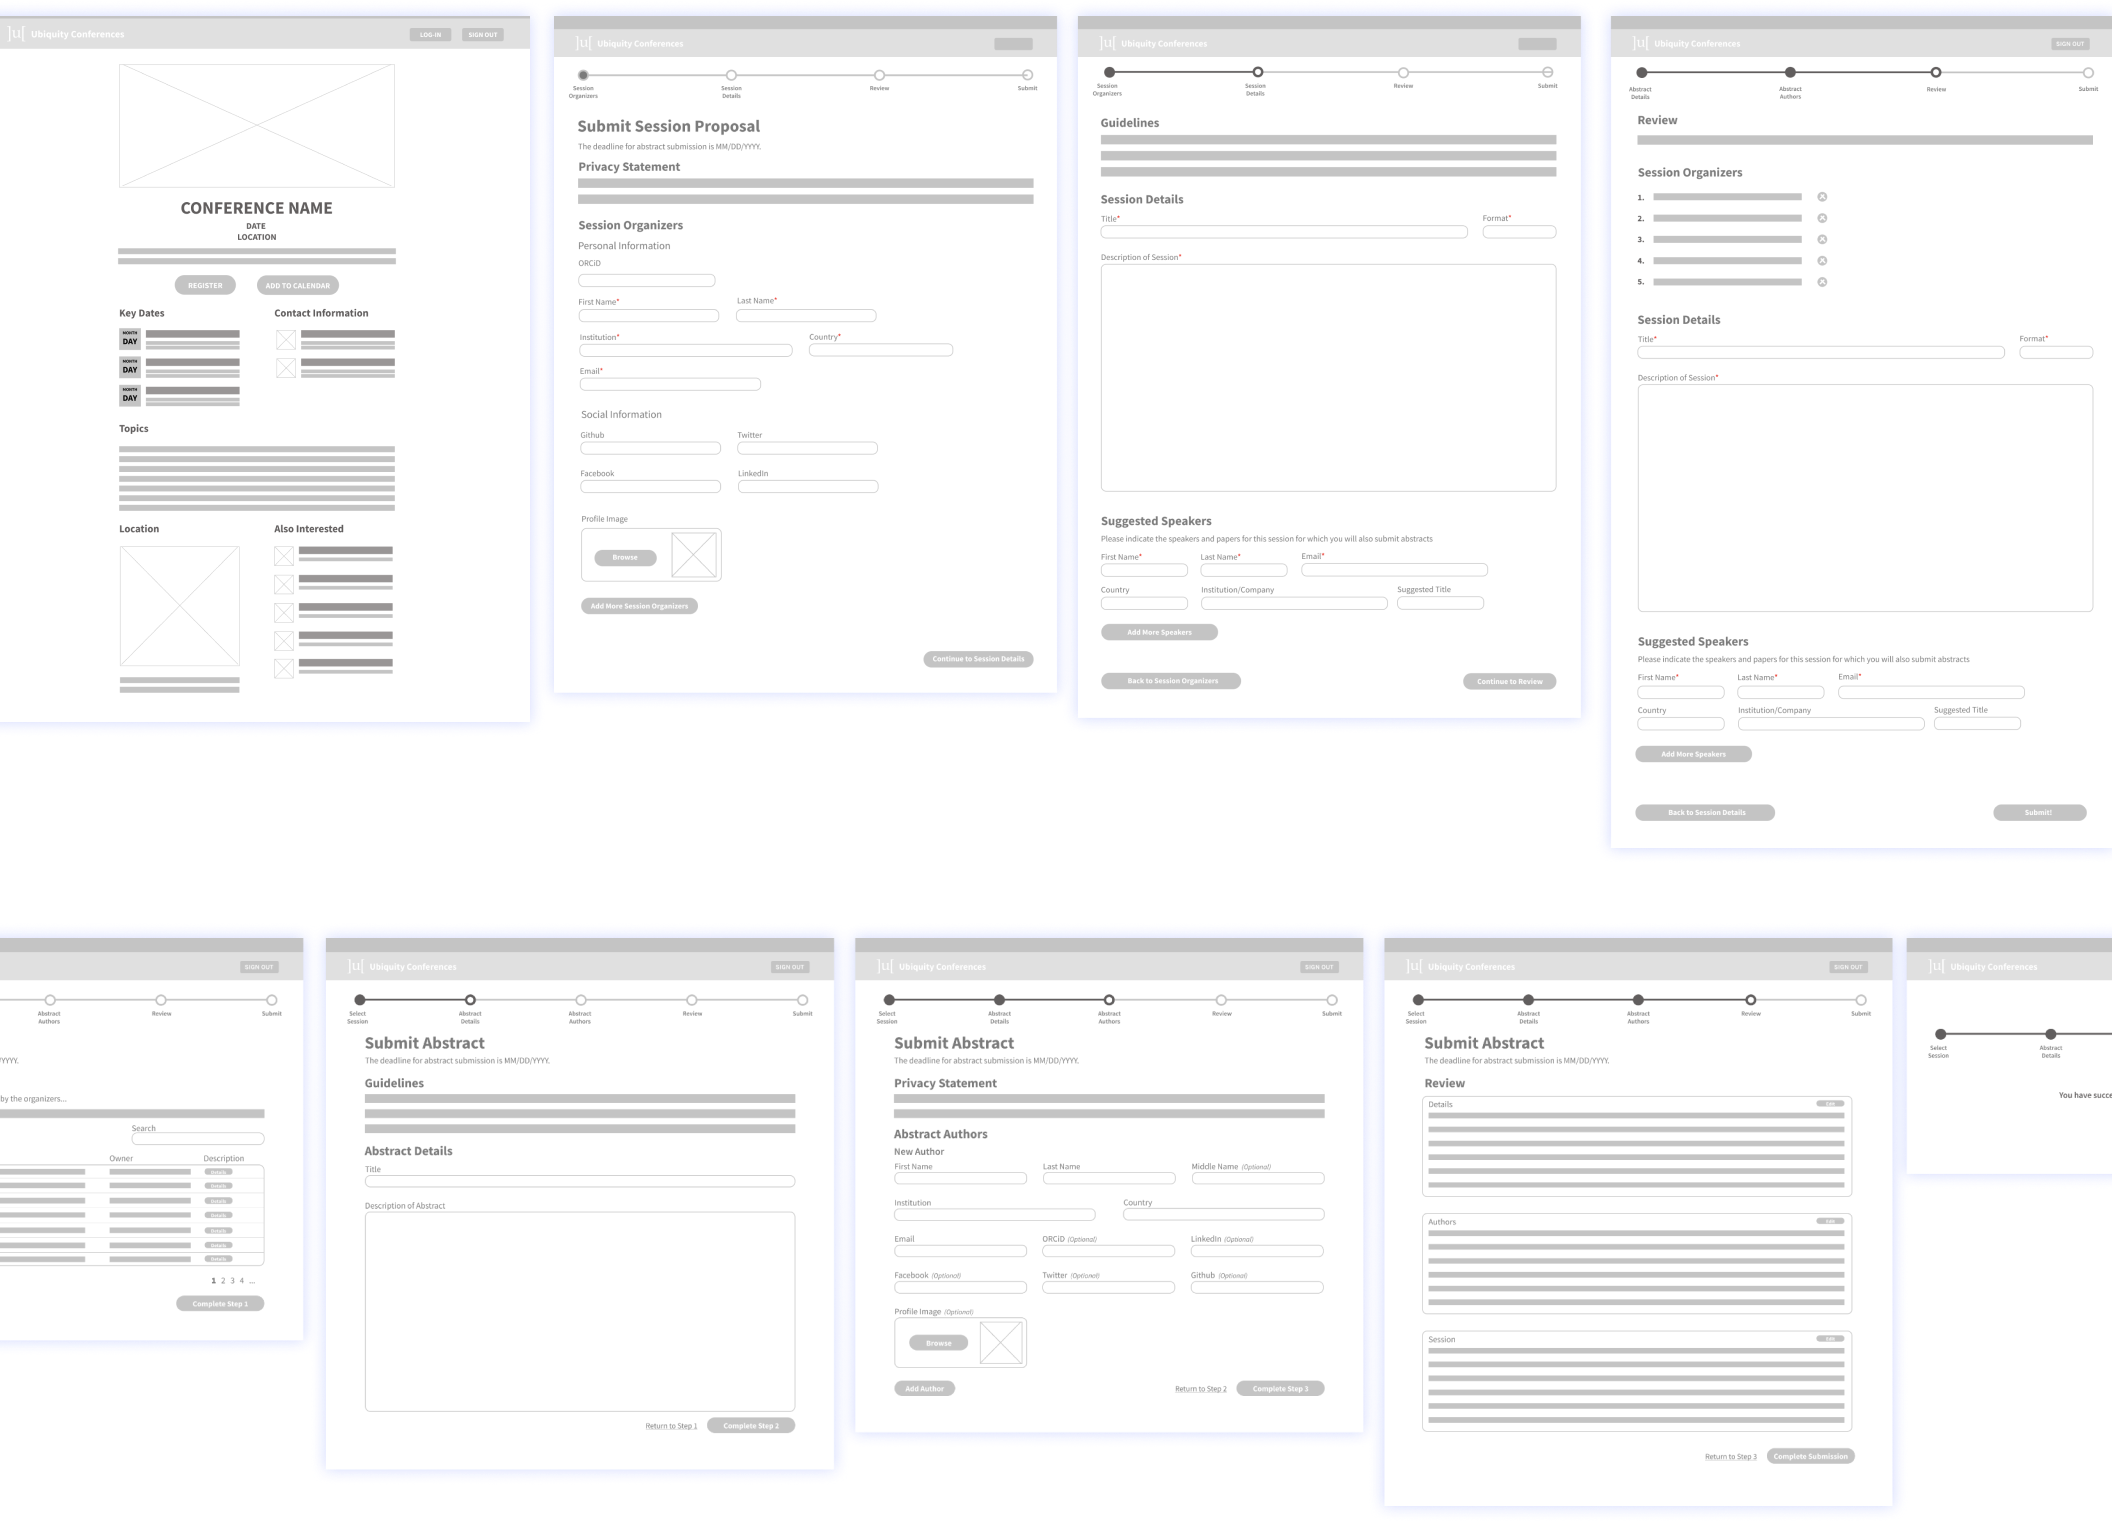 ]u[ Ubiquity Conferences
LOG-IN
SIGN OUT
CONFERENCE NAME
DATE
LOCATION
REGISTER
ADD TO CALENDAR
Key Dates
Contact Information
MONTH
DAY
MONTH
DAY
MONTH
DAY
Topics
Location
Also Interested
]u[ Ubiquity Conferences
Session
Organizers
Session
Details
Review
Submit
Submit Session Proposal
The deadline for abstract submission is MM/DD/YYYY.
Privacy Statement
Session Organizers
Personal Information
ORCiD
First Name*
Last Name*
Institution*
Country*
Email*
Social Information
Github
Twitter
Facebook
LinkedIn
Profile Image
Browse
Add More Session Organizers
Continue to Session Details
]u[ Ubiquity Conferences
Session
Organizers
Session
Details
Review
Submit
Guidelines
Session Details
Title*
Format*
Description of Session*
Suggested Speakers
Please indicate the speakers and papers for this session for which you will also submit abstracts
First Name*
Last Name*
Email*
Country
Institution/Company
Suggested Title
Add More Speakers
Back to Session Organizers
Continue to Review
]u[ Ubiquity Conferences
SIGN OUT
Abstract
Details
Abstract
Authors
Review
Submit
Review
Session Organizers
1.
2.
3.
4.
5.
Session Details
Title*
Format*
Description of Session*
Suggested Speakers
Please indicate the speakers and papers for this session for which you will also submit abstracts
First Name*
Last Name*
Email*
Country
Institution/Company
Suggested Title
Add More Speakers
Back to Session Details
Submit!
SIGN OUT
Abstract
Authors
Review
Submit
/YYYY.
by the organizers...
Search
Owner
Description
Details
Details
Details
Details
Details
Details
Details
1 2 3 4 ...
Complete Step 1
]u[ Ubiquity Conferences
SIGN OUT
Select
Session
Abstract
Details
Abstract
Authors
Review
Submit
Submit Abstract
The deadline for abstract submission is MM/DD/YYYY.
Guidelines
Abstract Details
Title
Description of Abstract
Return to Step 1
Complete Step 2
]u[ Ubiquity Conferences
SIGN OUT
Select
Session
Abstract
Details
Abstract
Authors
Review
Submit
Submit Abstract
The deadline for abstract submission is MM/DD/YYYY.
Privacy Statement
Abstract Authors
New Author
First Name
Last Name
Middle Name (Optional)
Institution
Country
Email
ORCiD (Optional)
LinkedIn (Optional)
Facebook (Optional)
Twitter (Optional)
Github (Optional)
Profile Image (Optional)
Browse
Add Author
Return to Step 2
Complete Step 3
]u[ Ubiquity Conferences
SIGN OUT
Select
Session
Abstract
Details
Abstract
Authors
Review
Submit
Submit Abstract
The deadline for abstract submission is MM/DD/YYYY.
Review
Details
Authors
Session
Return to Step 3
Complete Submission
]u[ Ubiquity Conferences
Select
Session
Abstract
Details
You have succe